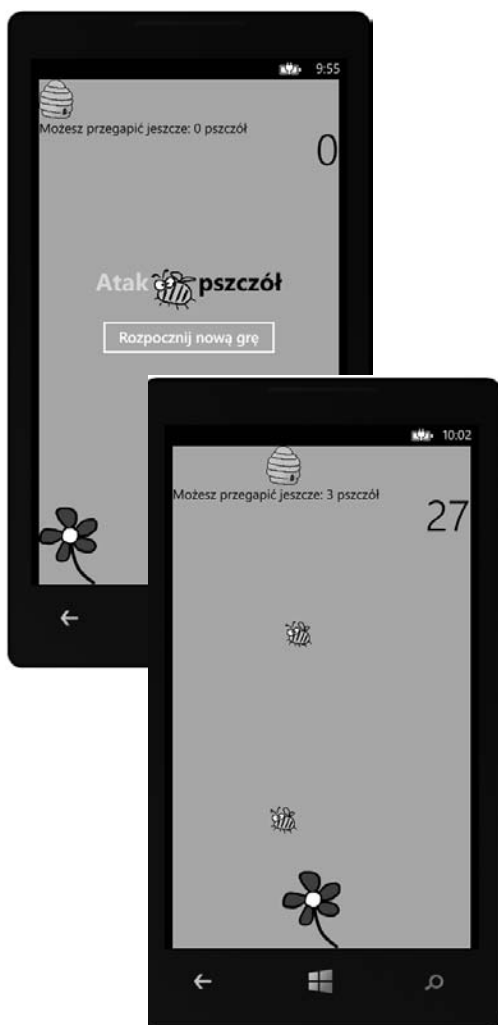 9:55
Możesz przegapić jeszcze: 0 pszczół
0
Atak pszczół
Rozpocznij nową grę
10:02
Możesz przegapić jeszcze: 3 pszczół
27